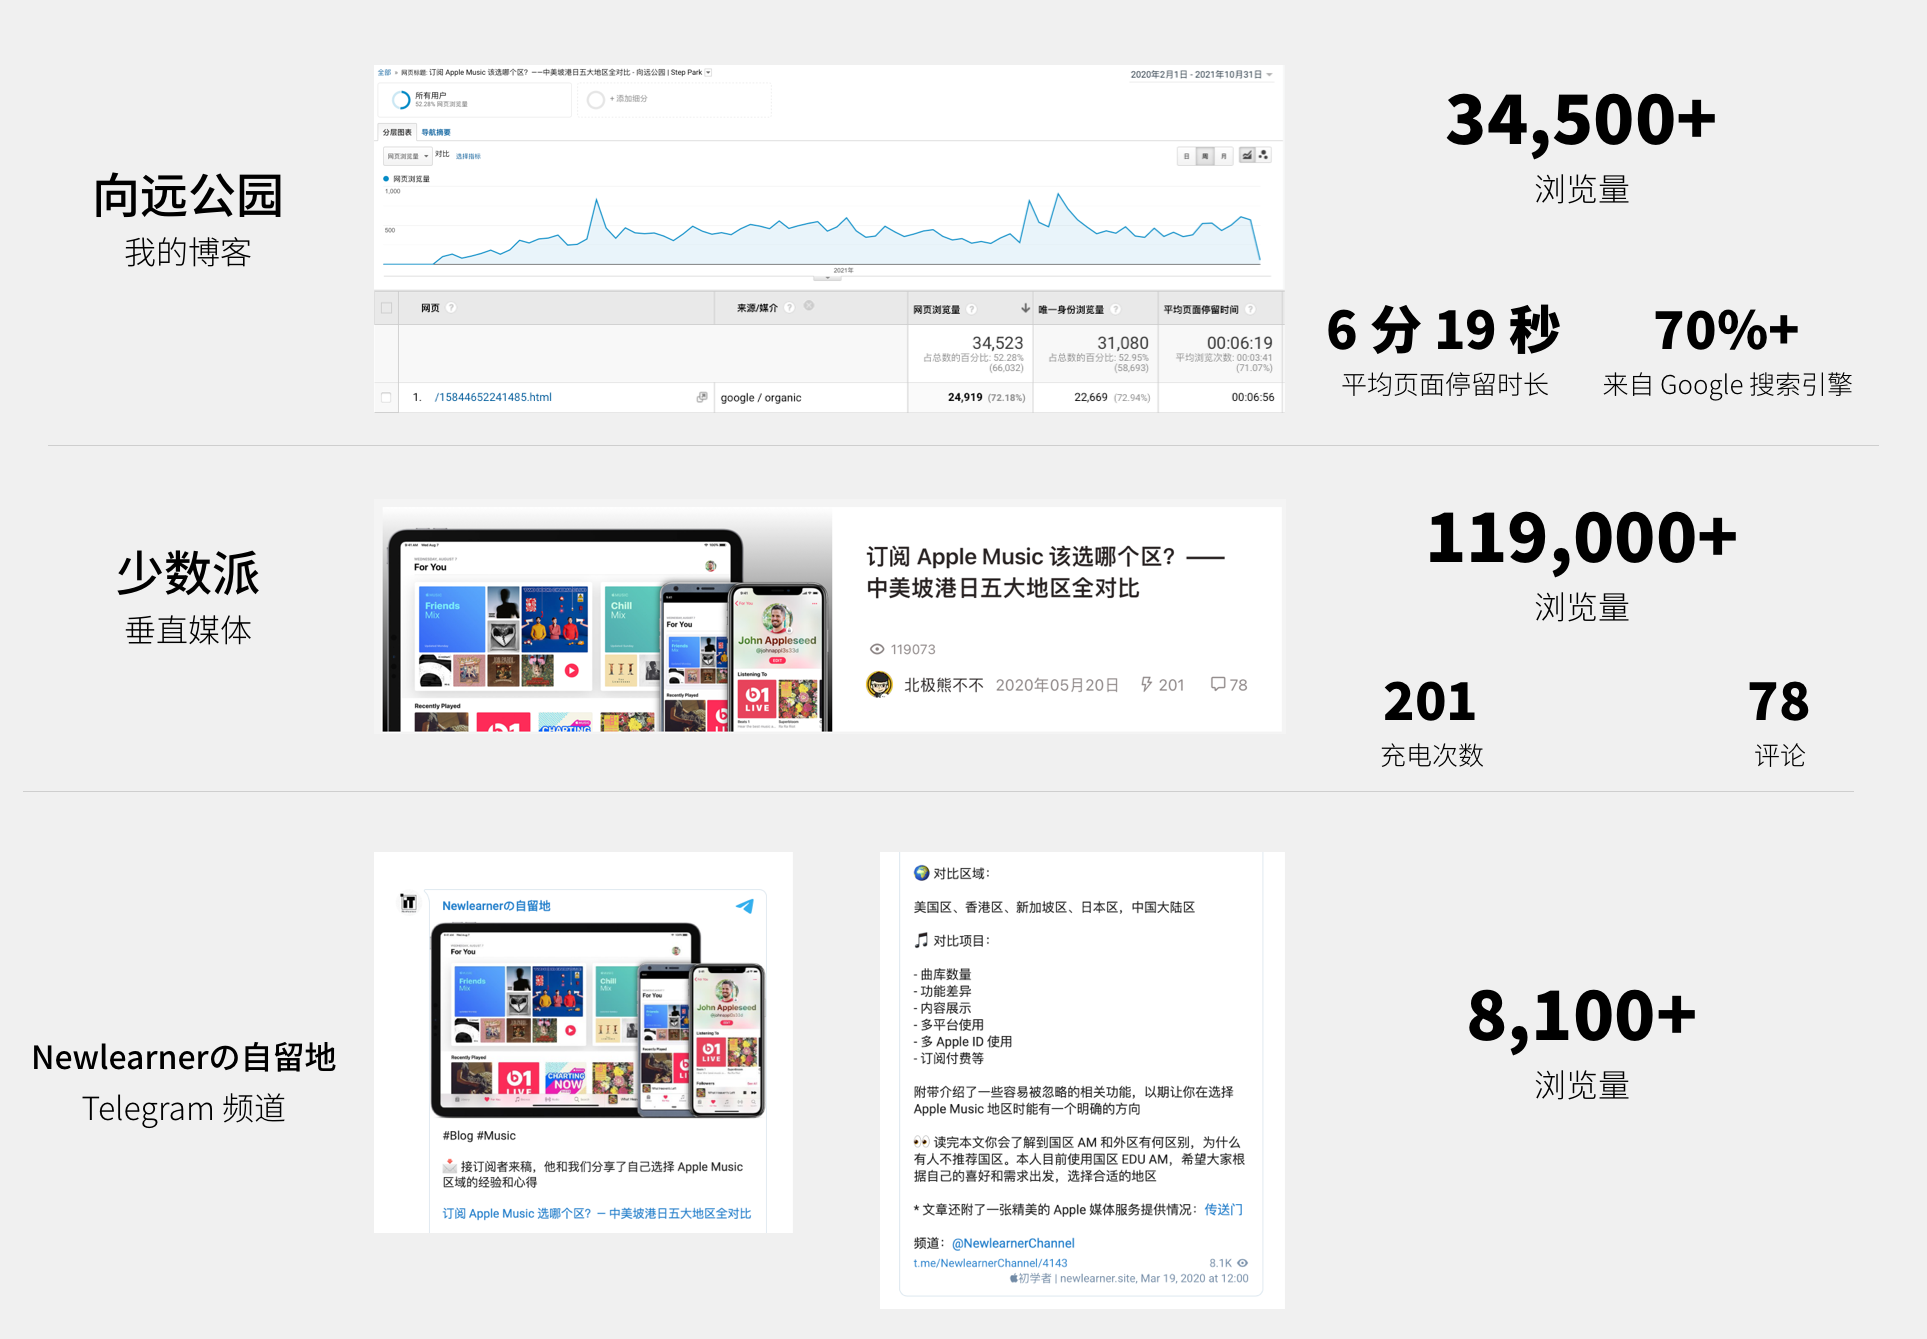 向远公园
我的博客
全部 » 网页标题: 订阅 Apple Music 该选哪个区？——中美坡港日五大地区全对比 - 向远公园 | Step Park
2020年2月1日 - 2021年10月31日
所有用户
52.28% 网页浏览量
+ 添加细分
分层图表 导航摘要
网页浏览量 对比 选择指标
日 周 月
网页浏览量
1,000
500
2021年
网页 来源/媒介 网页浏览量 唯一身份浏览量 平均页面停留时间
34,523 31,080 00:06:19
占总数的百分比: 52.28% 占总数的百分比: 52.95% 平均浏览次数: 00:03:41
(66,032) (58,693) (71.07%)
1. /15844652241485.html google / organic 24,919 (72.18%) 22,669 (72.94%) 00:06:56
34,500+
浏览量
6 分 19 秒
平均页面停留时长
70%+
来自 Google 搜索引擎
少数派
垂直媒体
For You
Friends
Mix
Chill
Mix
Recently Played
For You
Friends
Mix
Recently Played
John Appleseed
@johnappl3s33d
EDIT
Listening To
LIVE
订阅 Apple Music 该选哪个区？——
中美坡港日五大地区全对比
119073
北极熊不不 2020年05月20日 201 78
119,000+
浏览量
201
充电次数
78
评论
Newlearnerの自留地
Telegram 频道
Newlearnerの自留地
For You
Friends
Mix
Chill
Mix
Recently Played
LIVE
CHARTING
NOW
For You
John Appleseed
Listening To
LIVE
#Blog #Music
接订阅者来稿，他和我们分享了自己选择 Apple Music
区域的经验和心得
订阅 Apple Music 选哪个区？— 中美坡港日五大地区全对比
对比区域：
美国区、香港区、新加坡区、日本区，中国大陆区
对比项目：
- 曲库数量
- 功能差异
- 内容展示
- 多平台使用
- 多 Apple ID 使用
- 订阅付费等
附带介绍了一些容易被忽略的相关功能，以期让你在选择
Apple Music 地区时能有一个明确的方向
读完本文你会了解到国区 AM 和外区有何区别，为什么
有人不推荐国区。本人目前使用国区 EDU AM，希望大家根
据自己的喜好和需求出发，选择合适的地区
* 文章还附了一张精美的 Apple 媒体服务提供情况：传送门
频道：@NewlearnerChannel
t.me/NewlearnerChannel/4143 8.1K
初学者 | newlearner.site, Mar 19, 2020 at 12:00
8,100+
浏览量